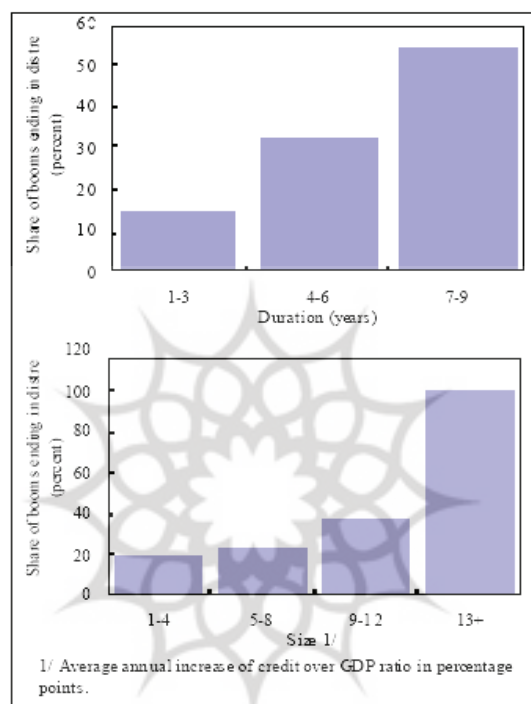 60
50
40
30
20
10
0
Share of booms ending in distre
(percent)
1-3
4-6
7-9
Duration (years)
120
100
80
60
40
20
0
Share of booms ending in distre
(percent)
1-4
5-8
9-12
13+
Size 1/
1/ Average annual increase of credit over GDP ratio in percentage
points.